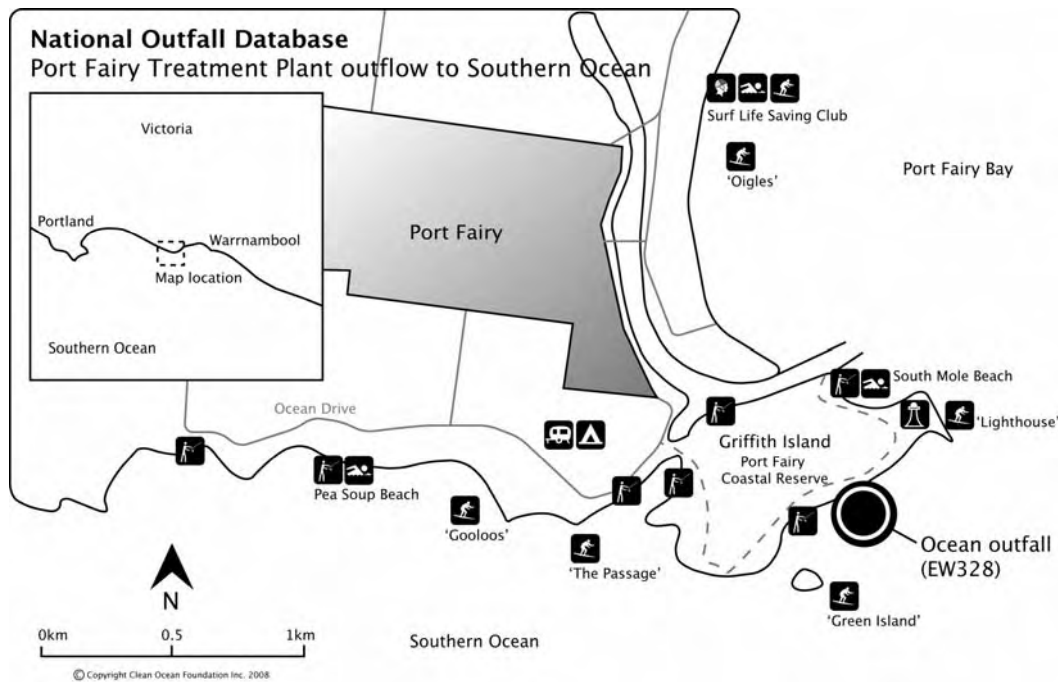 National Outfall Database
Port Fairy Treatment Plant outflow to Southern Ocean
Victoria
Portland
Warrnambool
Map location
Southern Ocean
Port Fairy
Surf Life Saving Club
'Oigles'
Port Fairy Bay
Ocean Drive
South Mole Beach
'Lighthouse'
Griffith Island
Port Fairy
Coastal Reserve
Pea Soup Beach
'Gooloos'
'The Passage'
Ocean outfall
(EW328)
'Green Island'
N
0km 0.5 1km
Southern Ocean
© Copyright Clean Ocean Foundation Inc. 2008